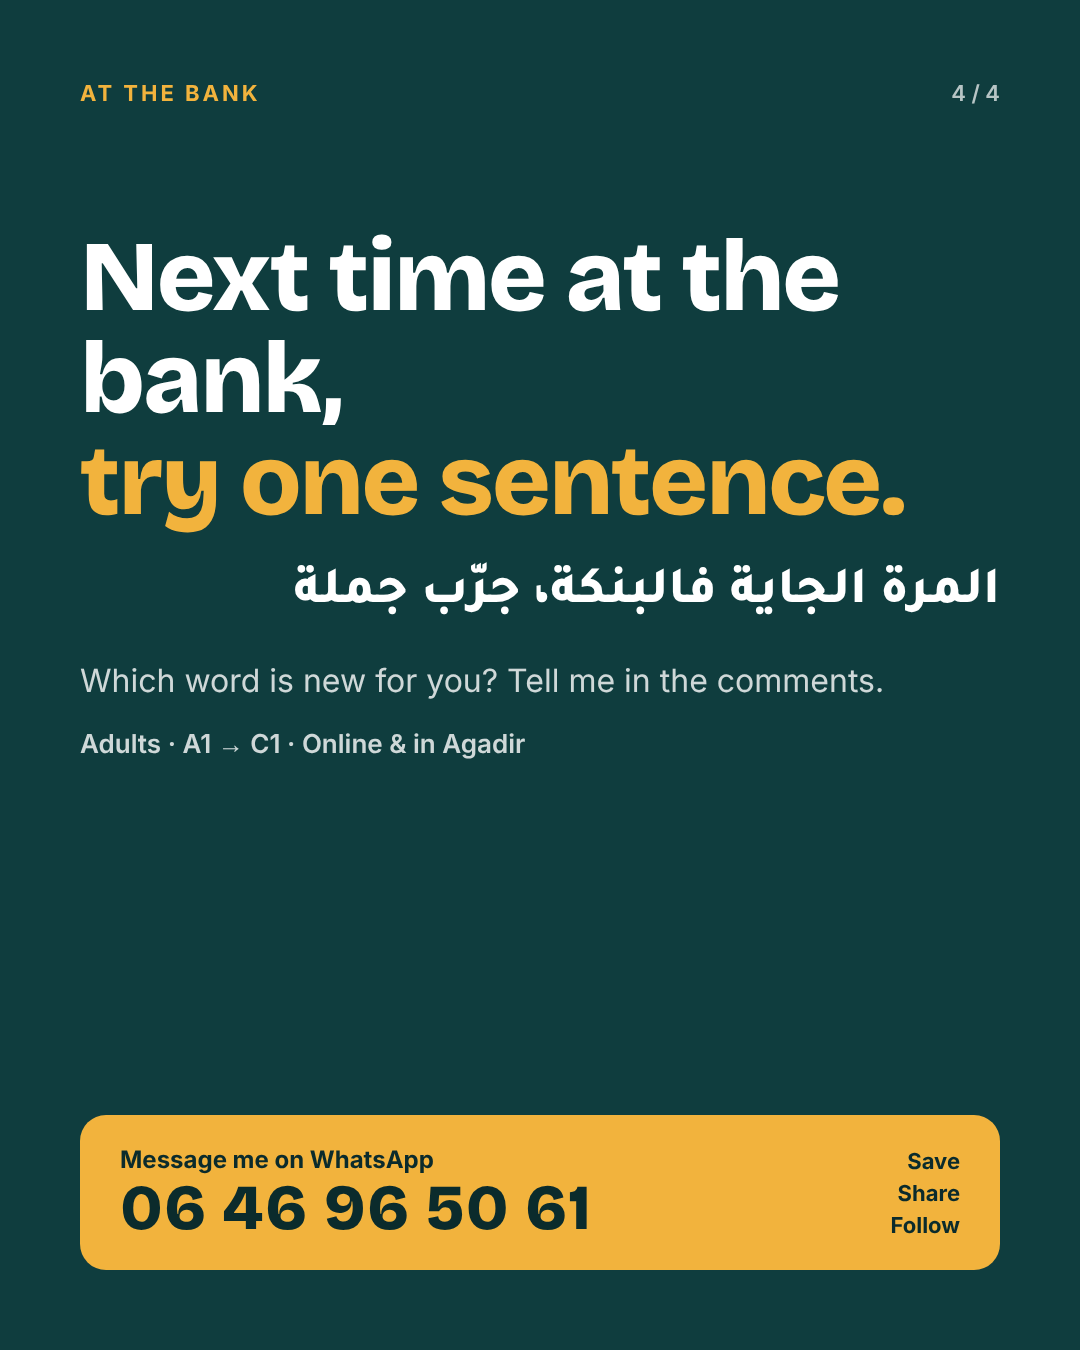 AT THE BANK
4 / 4
Next time at the
bank,
try one sentence.
المرة الجاية فالبنكة، جرّب جملة
Which word is new for you? Tell me in the comments.
Adults · A1 → C1 · Online & in Agadir
Message me on WhatsApp
06 46 96 50 61
Save
Share
Follow